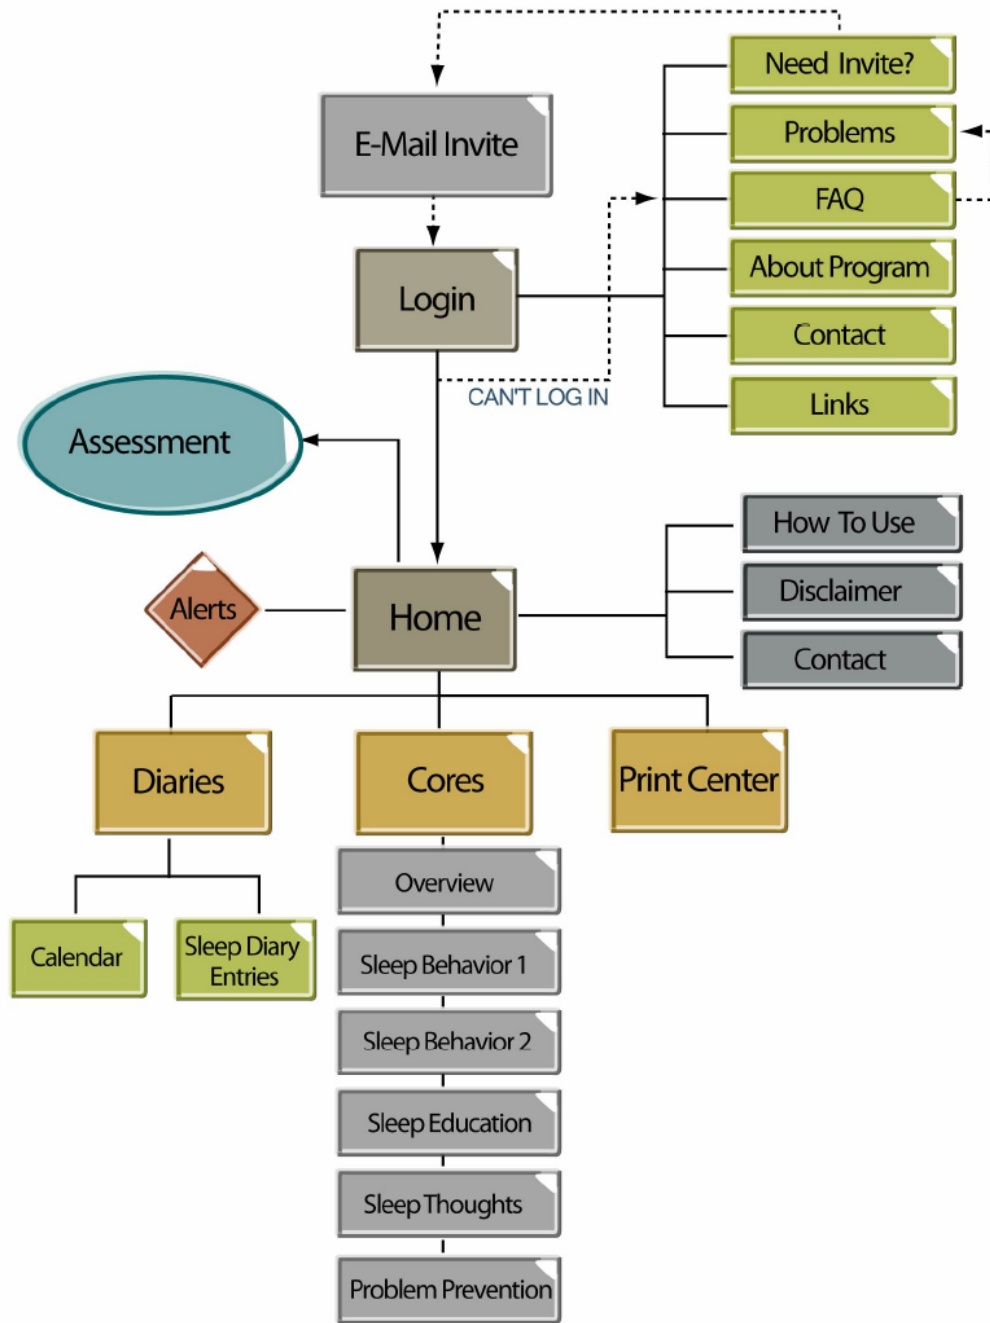 Need Invite?
E-Mail Invite
Problems
FAQ
About Program
Login
Contact
CAN'T LOG IN
Links
Assessment
How To Use
Alerts
Home
Disclaimer
Contact
Diaries
Cores
Print Center
Overview
Calendar
Sleep Diary
Entries
Sleep Behavior 1
Sleep Behavior 2
Sleep Education
Sleep Thoughts
Problem Prevention